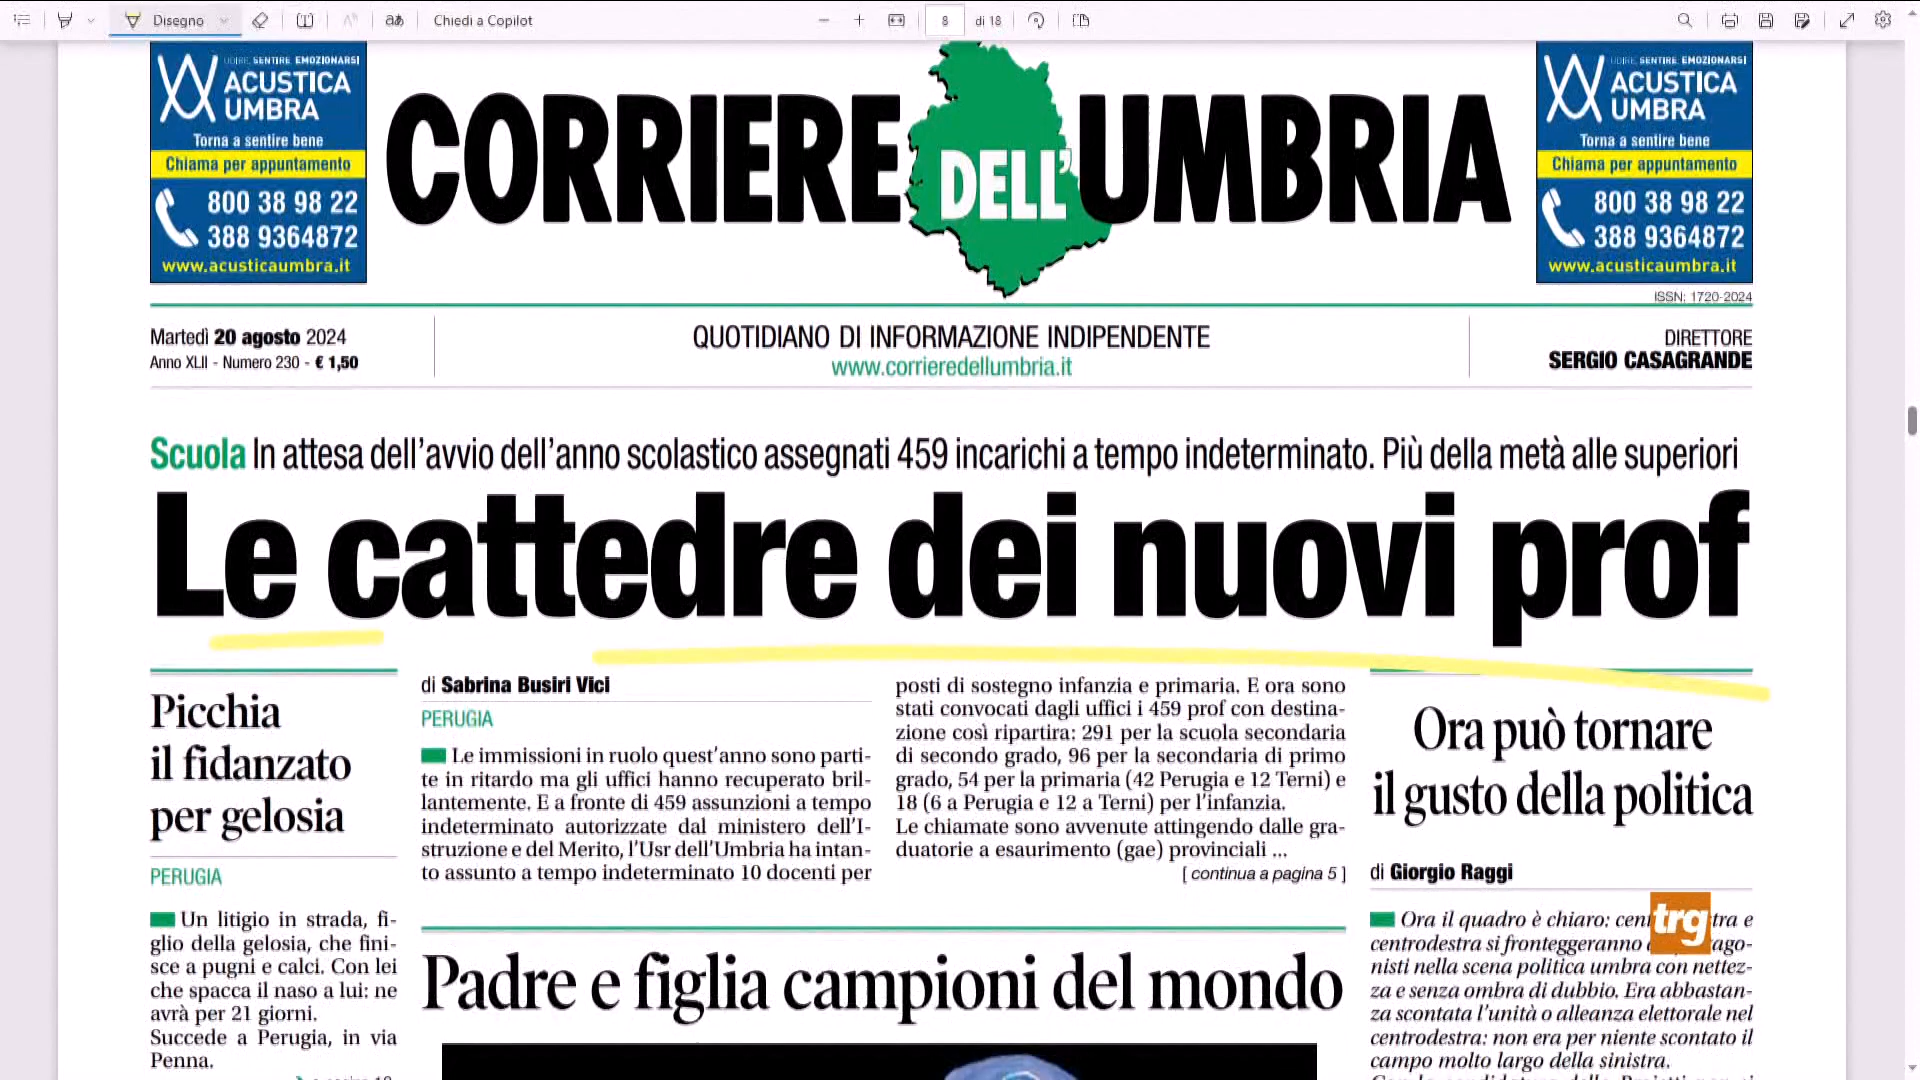 Disegno
Chiedi a Copilot
8
di 18
UDIRE, SENTIRE, EMOZIONARSI
ACUSTICA
UMBRA
Torna a sentire bene
Chiama per appuntamento
800 38 98 22
388 9364872
www.acusticaumbra.it
CORRIERE DELL'UMBRIA
UDIRE, SENTIRE, EMOZIONARSI
ACUSTICA
UMBRA
Torna a sentire bene
Chiama per appuntamento
800 38 98 22
388 9364872
www.acusticaumbra.it
ISSN: 1720-2024
Martedì 20 agosto 2024
Anno XLII - Numero 230 - € 1,50
QUOTIDIANO DI INFORMAZIONE INDIPENDENTE
www.corrieredellumbria.it
DIRETTORE
SERGIO CASAGRANDE
Scuola In attesa dell'avvio dell'anno scolastico assegnati 459 incarichi a tempo indeterminato. Più della metà alle superiori
Le cattedre dei nuovi prof
Picchia
il fidanzato
per gelosia
PERUGIA
Un litigio in strada, fi-
glio della gelosia, che fini-
sce a pugni e calci. Con lei
che spacca il naso a lui: ne
avrà per 21 giorni.
Succede a Perugia, in via
Penna.
di Sabrina Busiri Vici
PERUGIA
Le immissioni in ruolo quest'anno sono parti-
te in ritardo ma gli uffici hanno recuperato bril-
lantemente. E a fronte di 459 assunzioni a tempo
indeterminato autorizzate dal ministero dell'I-
struzione e del Merito, l'Usr dell'Umbria ha intan-
to assunto a tempo indeterminato 10 docenti per
posti di sostegno infanzia e primaria. E ora sono
stati convocati dagli uffici i 459 prof con destina-
zione così ripartira: 291 per la scuola secondaria
di secondo grado, 96 per la secondaria di primo
grado, 54 per la primaria (42 Perugia e 12 Terni) e
18 (6 a Perugia e 12 a Terni) per l'infanzia.
Le chiamate sono avvenute attingendo dalle gra-
duatorie a esaurimento (gae) provinciali ...
[ continua a pagina 5 ]
Padre e figlia campioni del mondo
Ora può tornare
il gusto della politica
di Giorgio Raggi
Ora il quadro è chiaro: e
centrodestra si fronteggeranno
nisti nella scena politica umbra con nettez-
za e senza ombra di dubbio. Era abbastan-
za scontata l'unità o alleanza elettorale nel
centrodestra: non era per niente scontato il
campo molto largo della sinistra.
trg